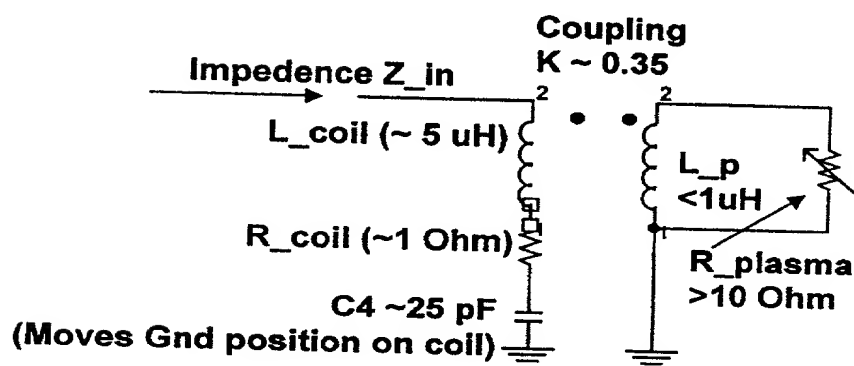 Coupling
K ~ 0.35
Impedence Z_in
2
2
L_coil (~ 5 uH)
L_p
<1uH
1
R_coil (~1 Ohm)
R_plasma
>10 Ohm
C4 ~25 pF
(Moves Gnd position on coil)